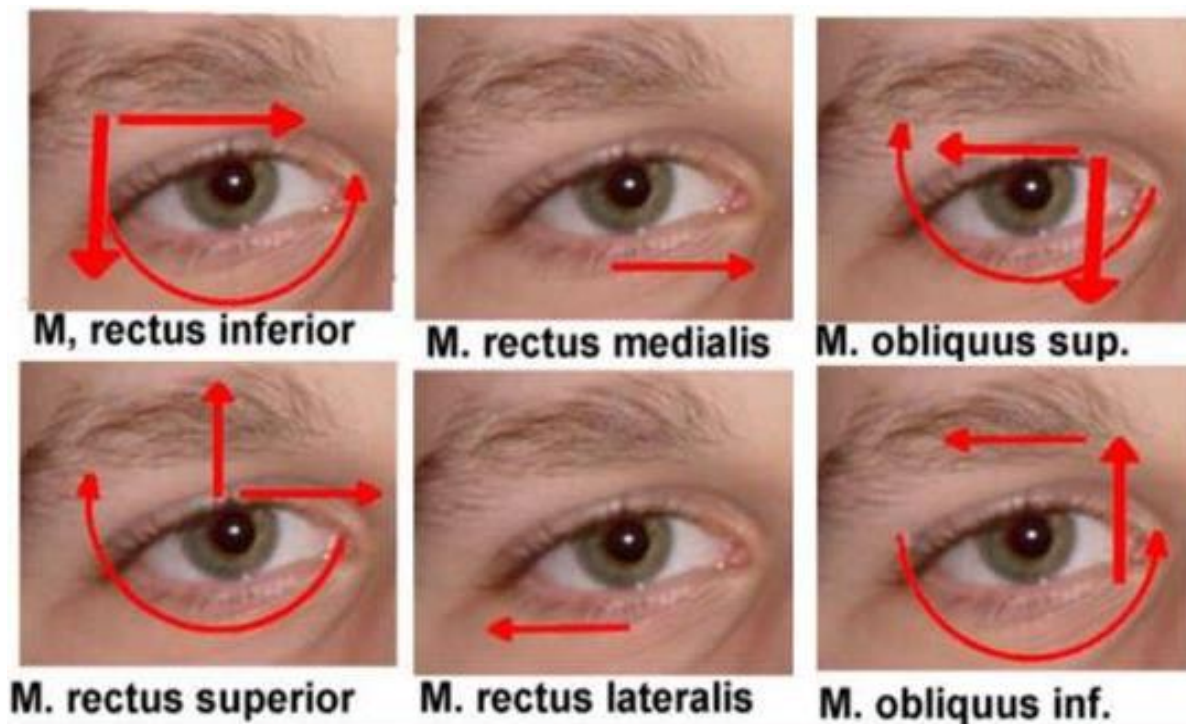 M, rectus inferior
M. rectus medialis
M. obliquus sup.
M. rectus superior
M. rectus lateralis
M. obliquus inf.